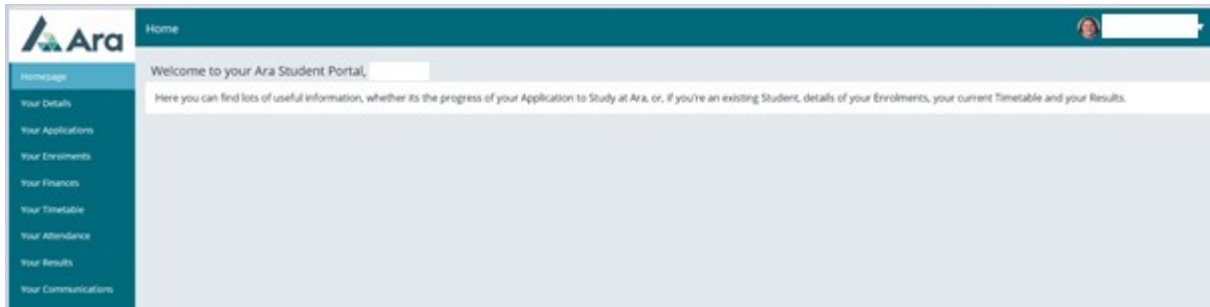 Ara
Home
Homepage
Welcome to your Ara Student Portal,
Here you can find lots of useful information, whether its the progress of your Application to Study at Ara, or, if you're an existing Student, details of your Enrolments, your current Timetable and your Results.
Your Details
Your Applications
Your Enrolments
Your Finances
Your Timetable
Your Attendance
Your Results
Your Communications